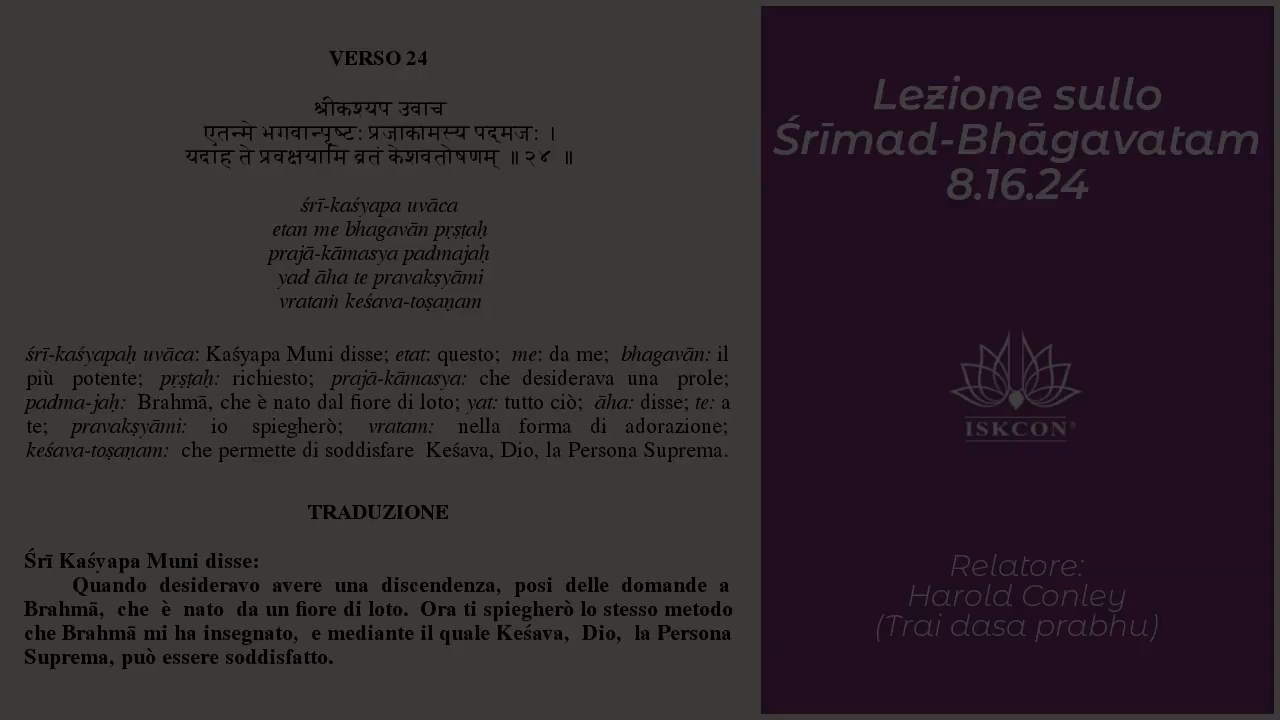 VERSO 24
श्रीकश्यप उवाच
एतन्मे भगवान्पृष्टः प्रजाकामस्य पद्मजः ।
यदाह ते प्रवक्ष्यामि व्रतं केशवतोषणम् ॥ २४ ॥
śrī-kaśyapa uvāca
etan me bhagavān pṛṣṭaḥ
prajā-kāmasya padmajaḥ
yad āha te pravakṣyāmi
vrataṁ keśava-toṣaṇam
śrī-kaśyapaḥ uvāca: Kaśyapa Muni disse; etat: questo; me: da me; bhagavān: il
più potente; pṛṣṭaḥ: richiesto; prajā-kāmasya: che desiderava una prole;
padma-jaḥ: Brahmā, che è nato dal fiore di loto; yat: tutto ciò; āha: disse; te: a
te; pravakṣyāmi: io spiegherò; vratam: nella forma di adorazione;
keśava-toṣaṇam: che permette di soddisfare Keśava, Dio, la Persona Suprema.
TRADUZIONE
Śrī Kaśyapa Muni disse:
Quando desideravo avere una discendenza, posi delle domande a
Brahmā, che è nato da un fiore di loto. Ora ti spiegherò lo stesso metodo
che Brahmā mi ha insegnato, e mediante il quale Keśava, Dio, la Persona
Suprema, può essere soddisfatto.
Lezione sullo
Śrīmad-Bhāgavatam
8.16.24
ISKCON®
Relatore:
Harold Conley
(Trai dasa prabhu)